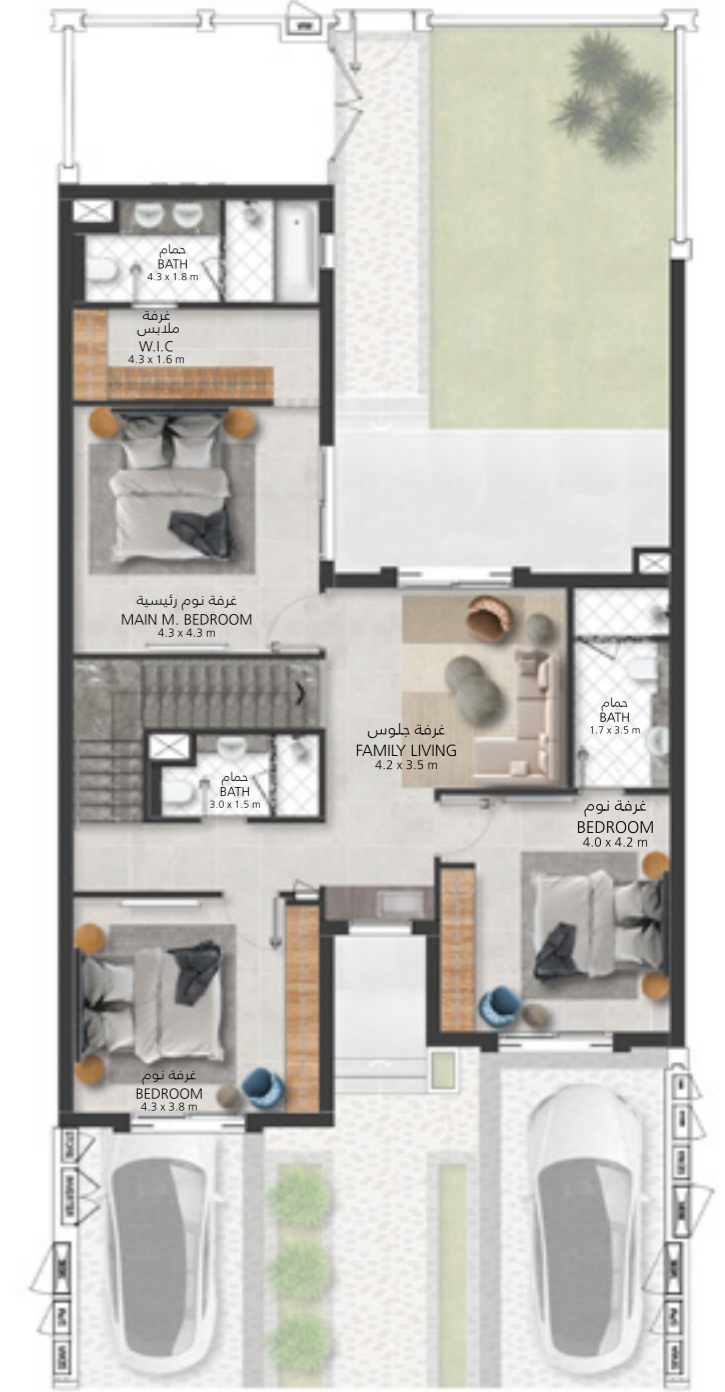 حمام
BATH
4.3 x 1.8 m
غرفة
ملابس
W.I.C
4.3 x 1.6 m
غرفة نوم رئيسية
MAIN M. BEDROOM
4.3 x 4.3 m
غرفة جلوس
FAMILY LIVING
4.2 x 3.5 m
حمام
BATH
1.7 x 3.5 m
حمام
BATH
3.0 x 1.5 m
غرفة نوم
BEDROOM
4.0 x 4.2 m
غرفة نوم
BEDROOM
4.3 x 3.8 m